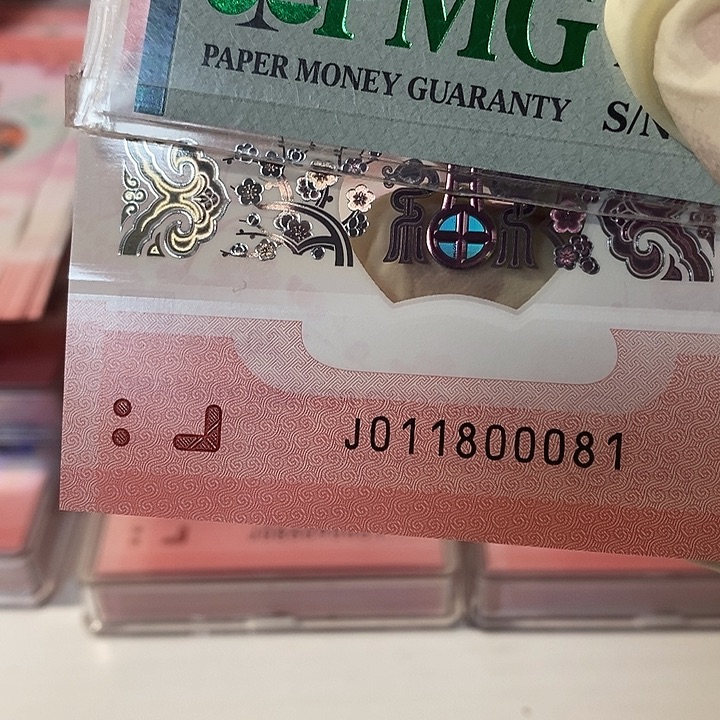 PMG
PAPER MONEY GUARANTY
S/N
J011800081